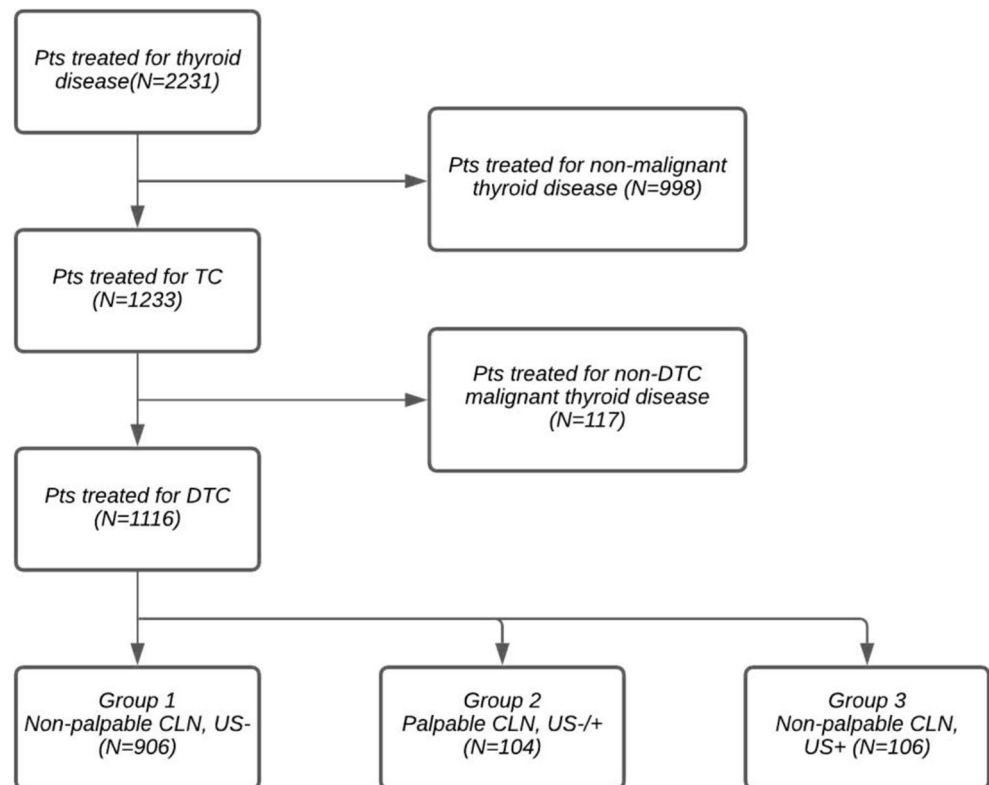 Pts treated for thyroid
disease(N=2231)
Pts treated for non-malignant
thyroid disease (N=998)
Pts treated for TC
(N=1233)
Pts treated for non-DTC
malignant thyroid disease
(N=117)
Pts treated for DTC
(N=1116)
Group 1
Non-palpable CLN, US-
(N=906)
Group 2
Palpable CLN, US-/+
(N=104)
Group 3
Non-palpable CLN,
US+ (N=106)